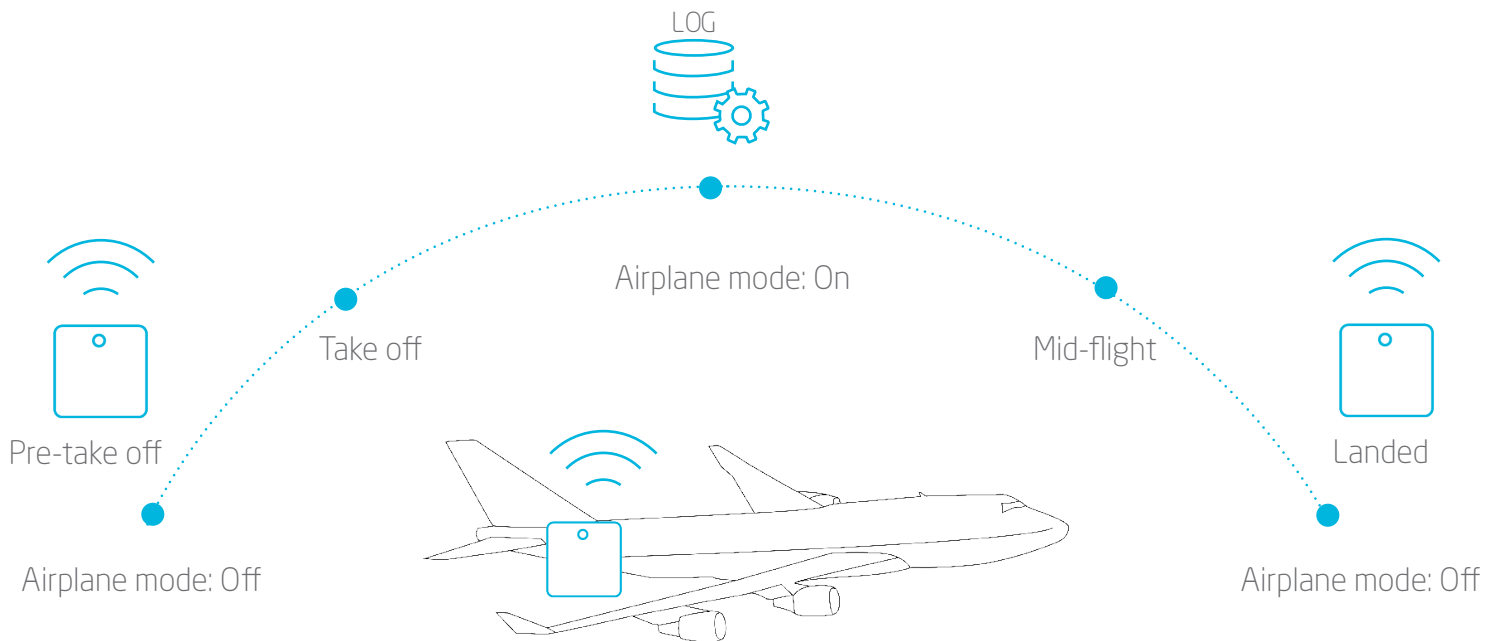 LOG
Airplane mode: On
Take off
Mid-flight
Pre-take off
Landed
Airplane mode: Off
Airplane mode: Off